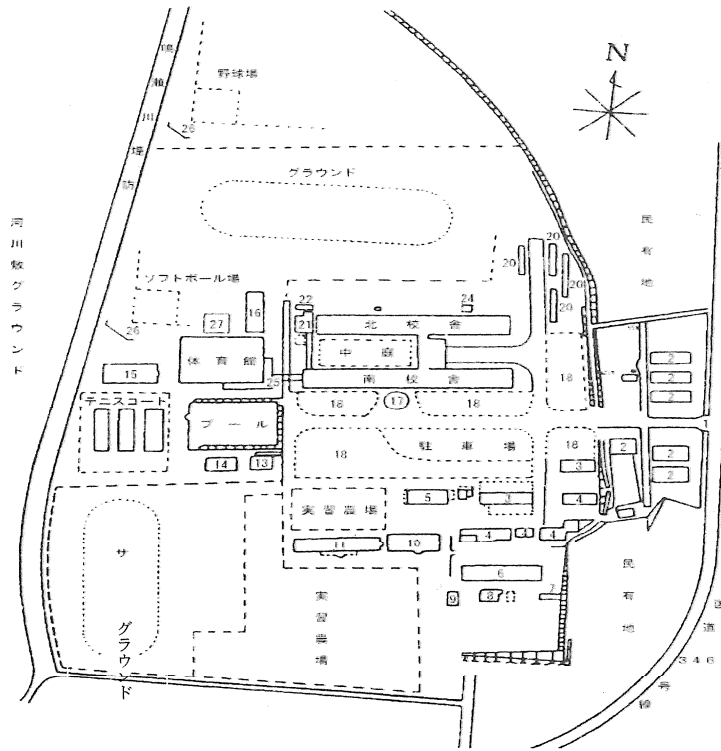 鳴瀬川堤防
野球場
26
N
グラウンド
河川敷グラウンド
民有地
20
20
20
20
ソフトボール場
26
27
16
22
21
24
北校舎
中庭
体育館
25
南校舎
15
テニスコート
プール
18
17
18
18
18
駐車場
18
2
2
2
1
2
2
2
14
13
3
4
5
3
実習農場
11
10
4
4
4
6
7
9
8
サ
グラウンド
実習農場
民有地
国道346号線